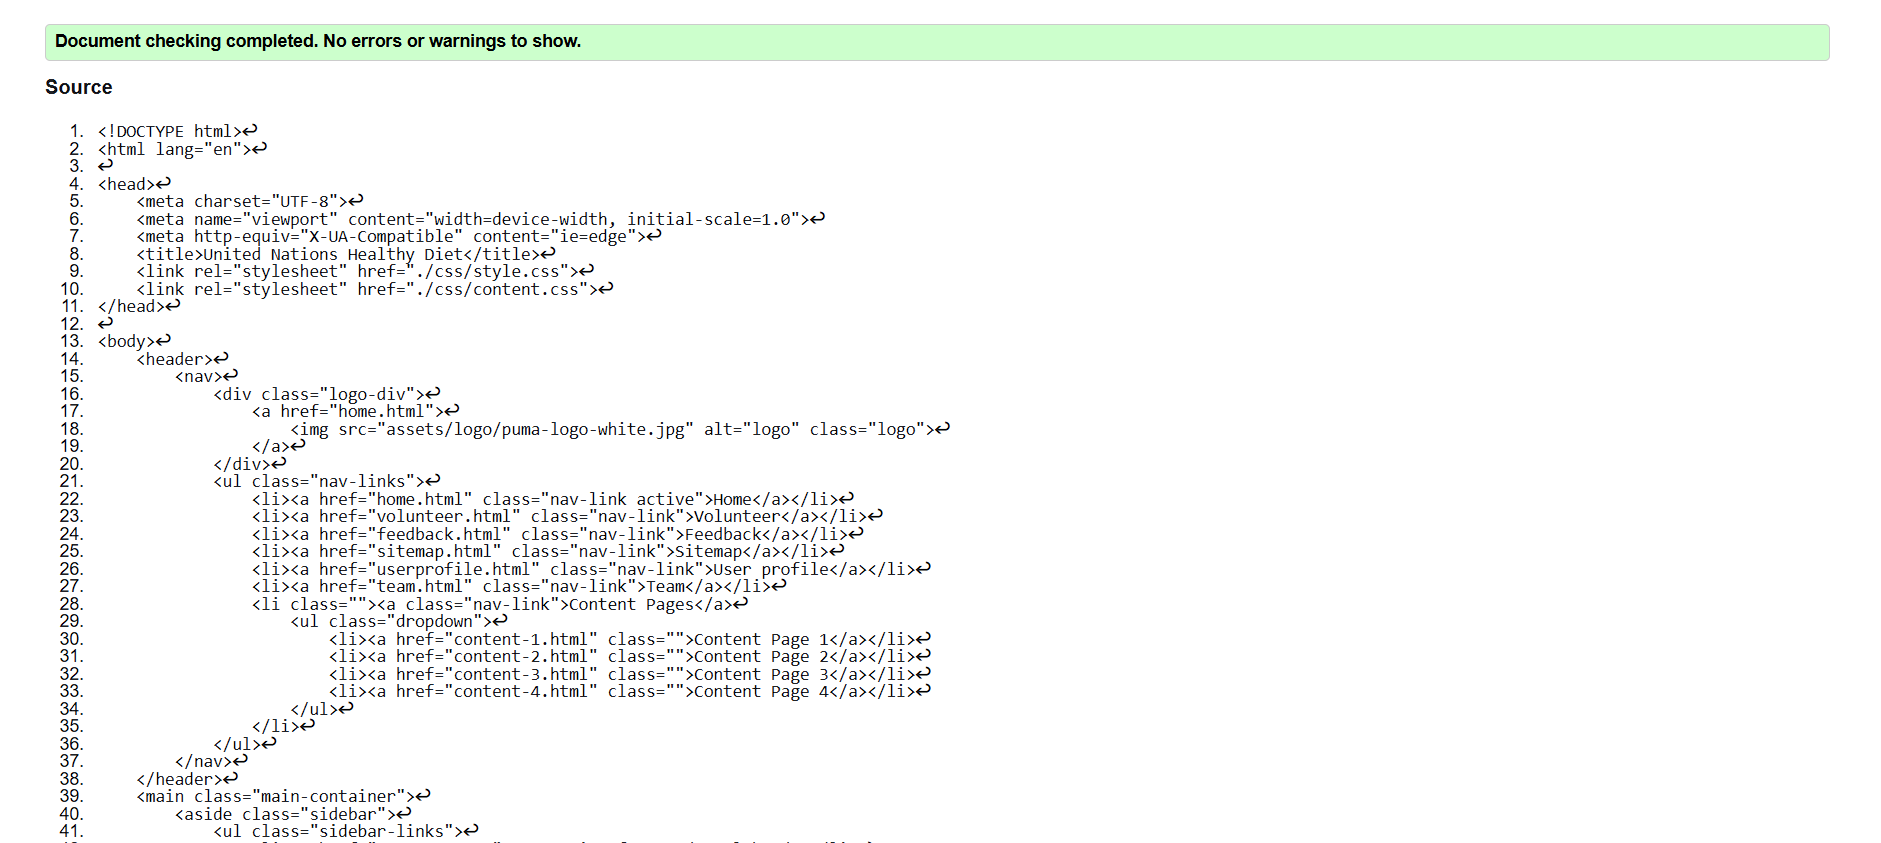 Document checking completed. No errors or warnings to show.
Source
1. <!DOCTYPE html>↩
2. <html lang="en">↩
3. ↩
4. <head>↩
5.     <meta charset="UTF-8">↩
6.     <meta name="viewport" content="width=device-width, initial-scale=1.0">↩
7.     <meta http-equiv="X-UA-Compatible" content="ie=edge">↩
8.     <title>United Nations Healthy Diet</title>↩
9.     <link rel="stylesheet" href="./css/style.css">↩
10.     <link rel="stylesheet" href="./css/content.css">↩
11. </head>↩
12. ↩
13. <body>↩
14.     <header>↩
15.         <nav>↩
16.             <div class="logo-div">↩
17.                 <a href="home.html">↩
18.                     <img src="assets/logo/puma-logo-white.jpg" alt="logo" class="logo">↩
19.                 </a>↩
20.             </div>↩
21.             <ul class="nav-links">↩
22.                 <li><a href="home.html" class="nav-link active">Home</a></li>↩
23.                 <li><a href="volunteer.html" class="nav-link">Volunteer</a></li>↩
24.                 <li><a href="feedback.html" class="nav-link">Feedback</a></li>↩
25.                 <li><a href="sitemap.html" class="nav-link">Sitemap</a></li>↩
26.                 <li><a href="userprofile.html" class="nav-link">User profile</a></li>↩
27.                 <li><a href="team.html" class="nav-link">Team</a></li>↩
28.                 <li class=""><a class="nav-link">Content Pages</a>↩
29.                     <ul class="dropdown">↩
30.                         <li><a href="content-1.html" class="">Content Page 1</a></li>↩
31.                         <li><a href="content-2.html" class="">Content Page 2</a></li>↩
32.                         <li><a href="content-3.html" class="">Content Page 3</a></li>↩
33.                         <li><a href="content-4.html" class="">Content Page 4</a></li>↩
34.                     </ul>↩
35.                 </li>↩
36.             </ul>↩
37.         </nav>↩
38.     </header>↩
39.     <main class="main-container">↩
40.         <aside class="sidebar">↩
41.             <ul class="sidebar-links">↩